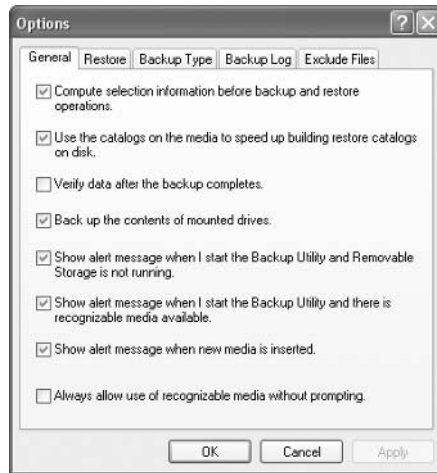 Options
General Restore Backup Type Backup Log Exclude Files
Compute selection information before backup and restore
operations.
Use the catalogs on the media to speed up building restore catalogs
on disk.
Verify data after the backup completes.
Back up the contents of mounted drives.
Show alert message when I start the Backup Utility and Removable
Storage is not running.
Show alert message when I start the Backup Utility and there is
recognizable media available.
Show alert message when new media is inserted.
Always allow use of recognizable media without prompting.
OK Cancel Apply